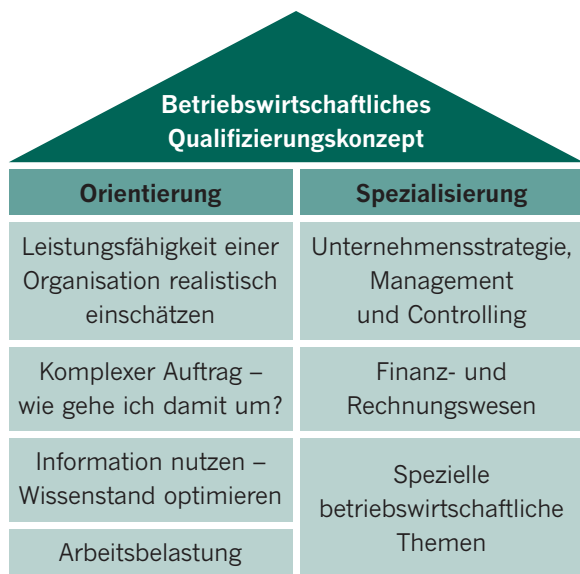 Betriebswirtschaftliches
Qualifizierungskonzept
Orientierung
Leistungsfähigkeit einer
Organisation realistisch
einschätzen
Komplexer Auftrag –
wie gehe ich damit um?
Information nutzen –
Wissenstand optimieren
Arbeitsbelastung
Spezialisierung
Unternehmensstrategie,
Management
und Controlling
Finanz- und
Rechnungswesen
Spezielle
betriebswirtschaftliche
Themen